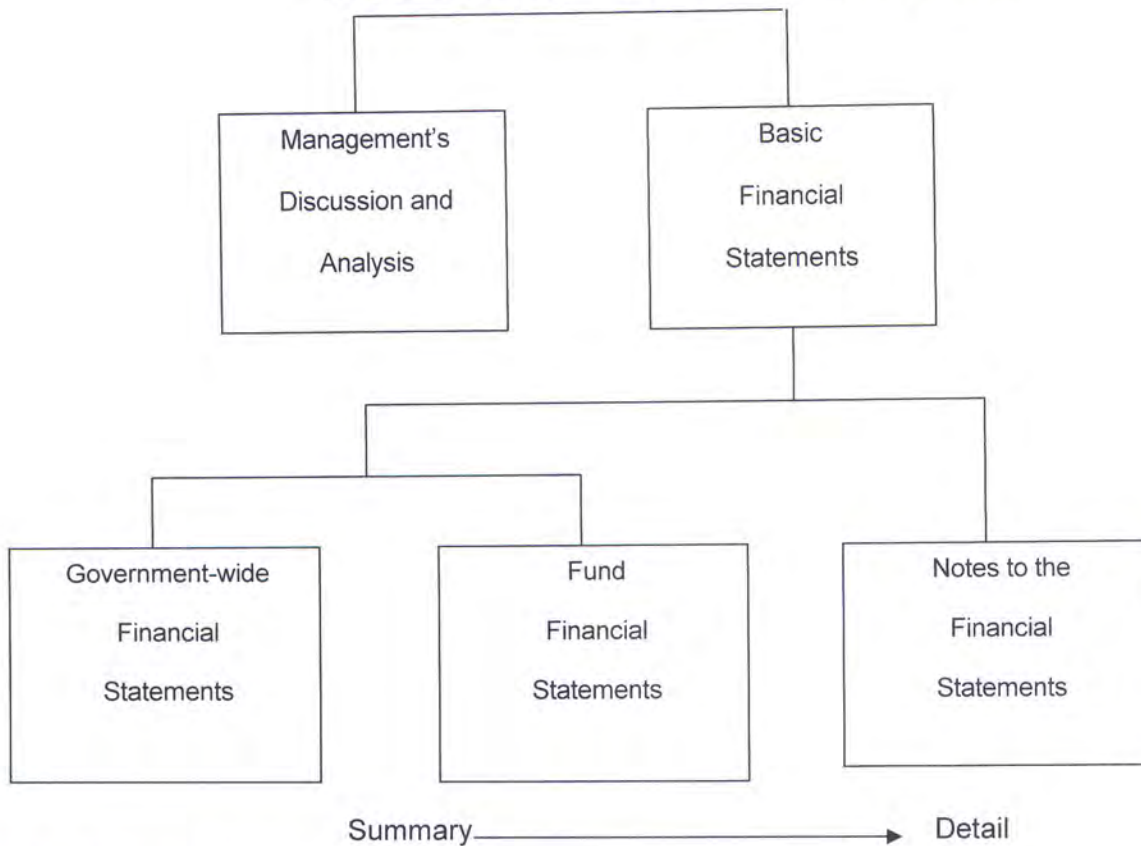 Management's
Discussion and
Analysis
Basic
Financial
Statements
Government-wide
Financial
Statements
Fund
Financial
Statements
Notes to the
Financial
Statements
Summary
Detail